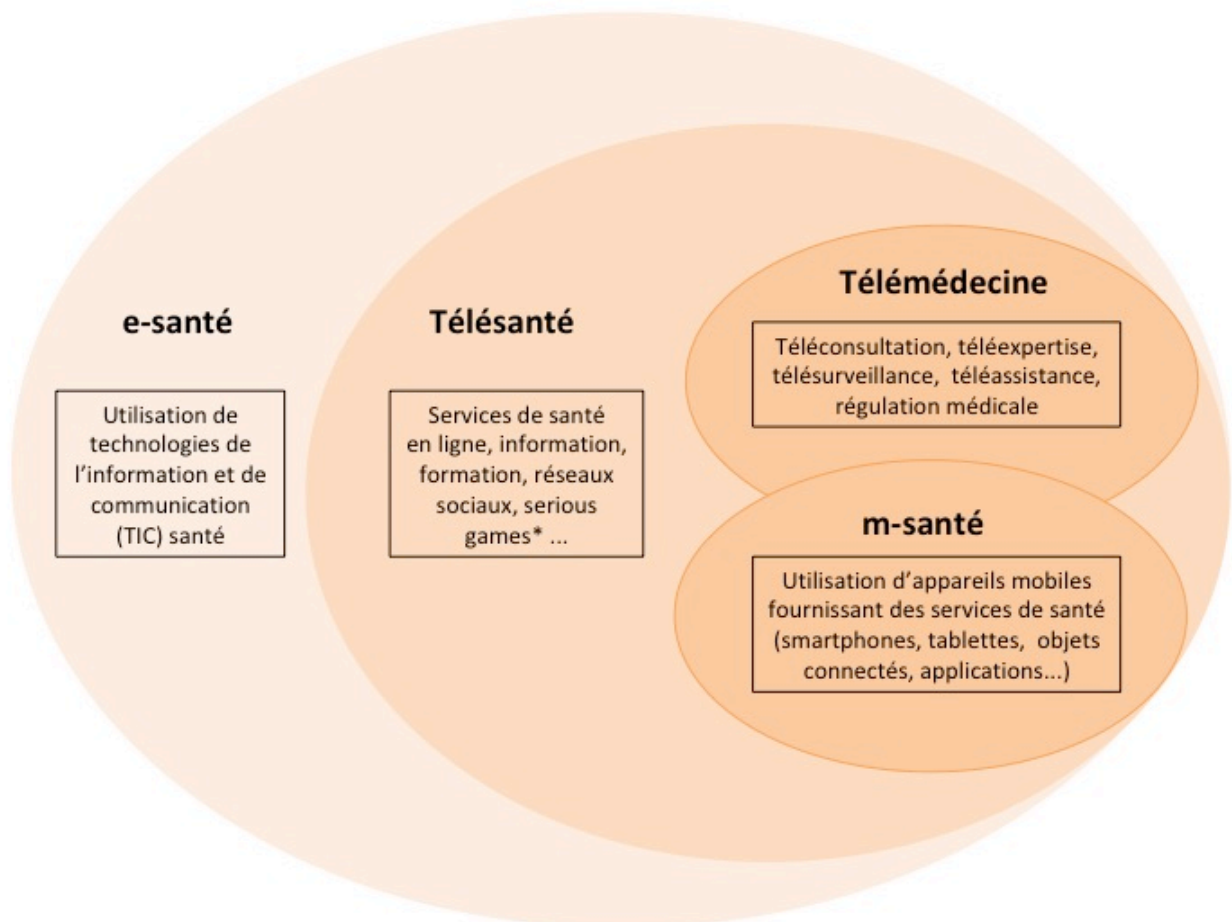 e-santé
Utilisation de
technologies de
l'information et de
communication
(TIC) santé
Télésanté
Services de santé
en ligne, information,
formation, réseaux
sociaux, serious
games* ...
Télémédecine
Téléconsultation, téléexpertise,
télésurveillance, téléassistance,
régulation médicale
m-santé
Utilisation d'appareils mobiles
fournissant des services de santé
(smartphones, tablettes, objets
connectés, applications...)